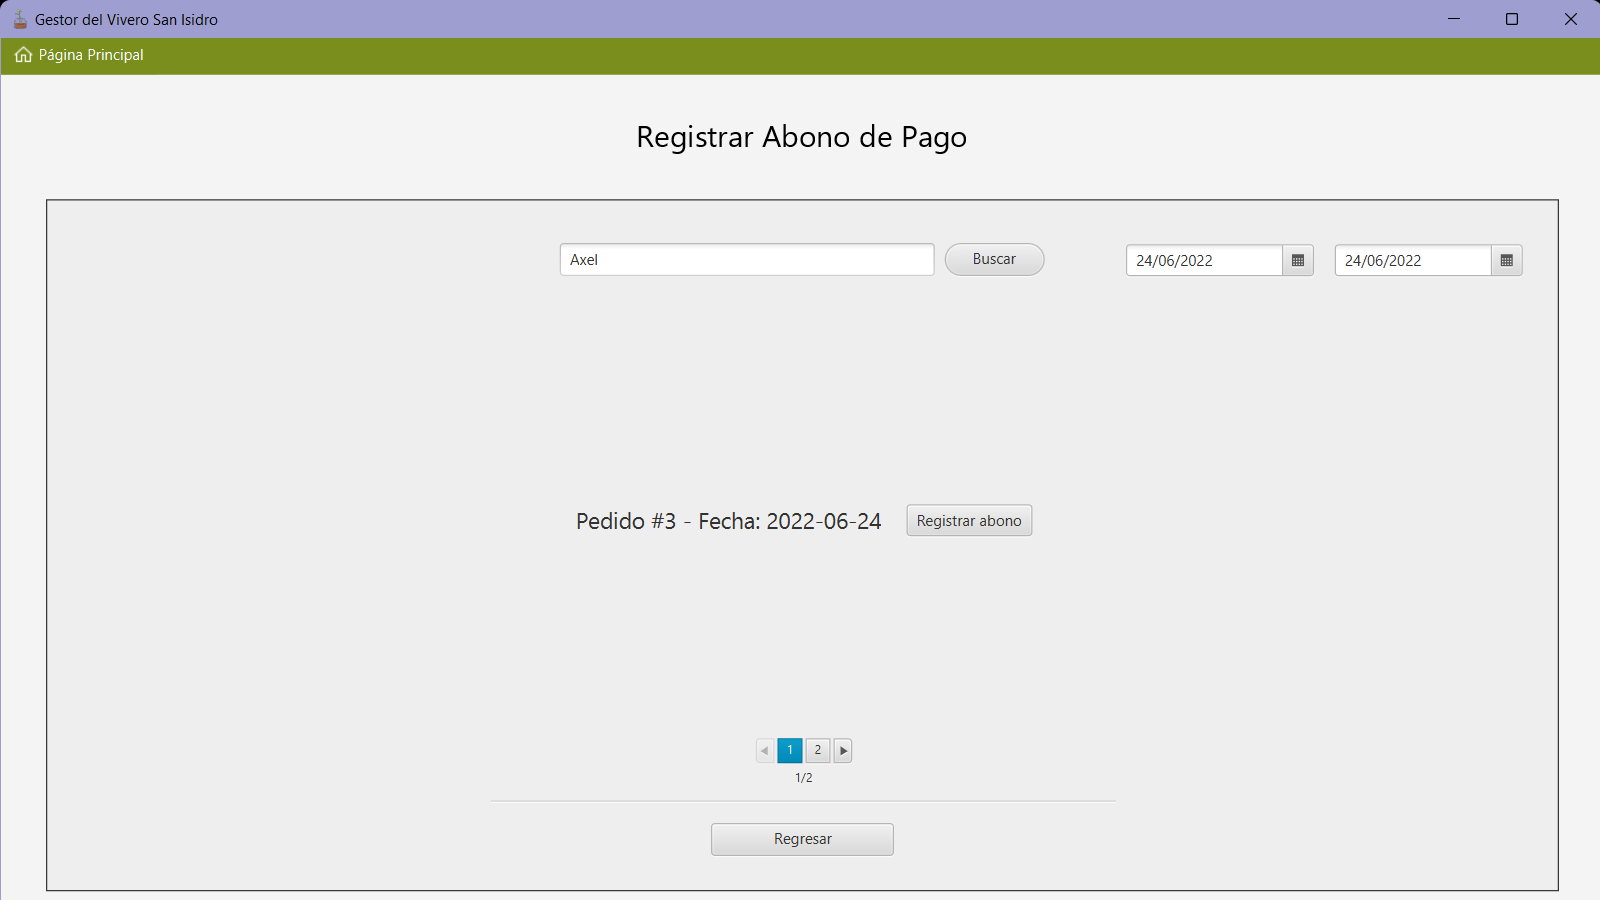 Gestor del Vivero San Isidro
Página Principal
Registrar Abono de Pago
Axel
Buscar
24/06/2022
24/06/2022
Pedido #3 - Fecha: 2022-06-24
Registrar abono
1
2
1/2
Regresar